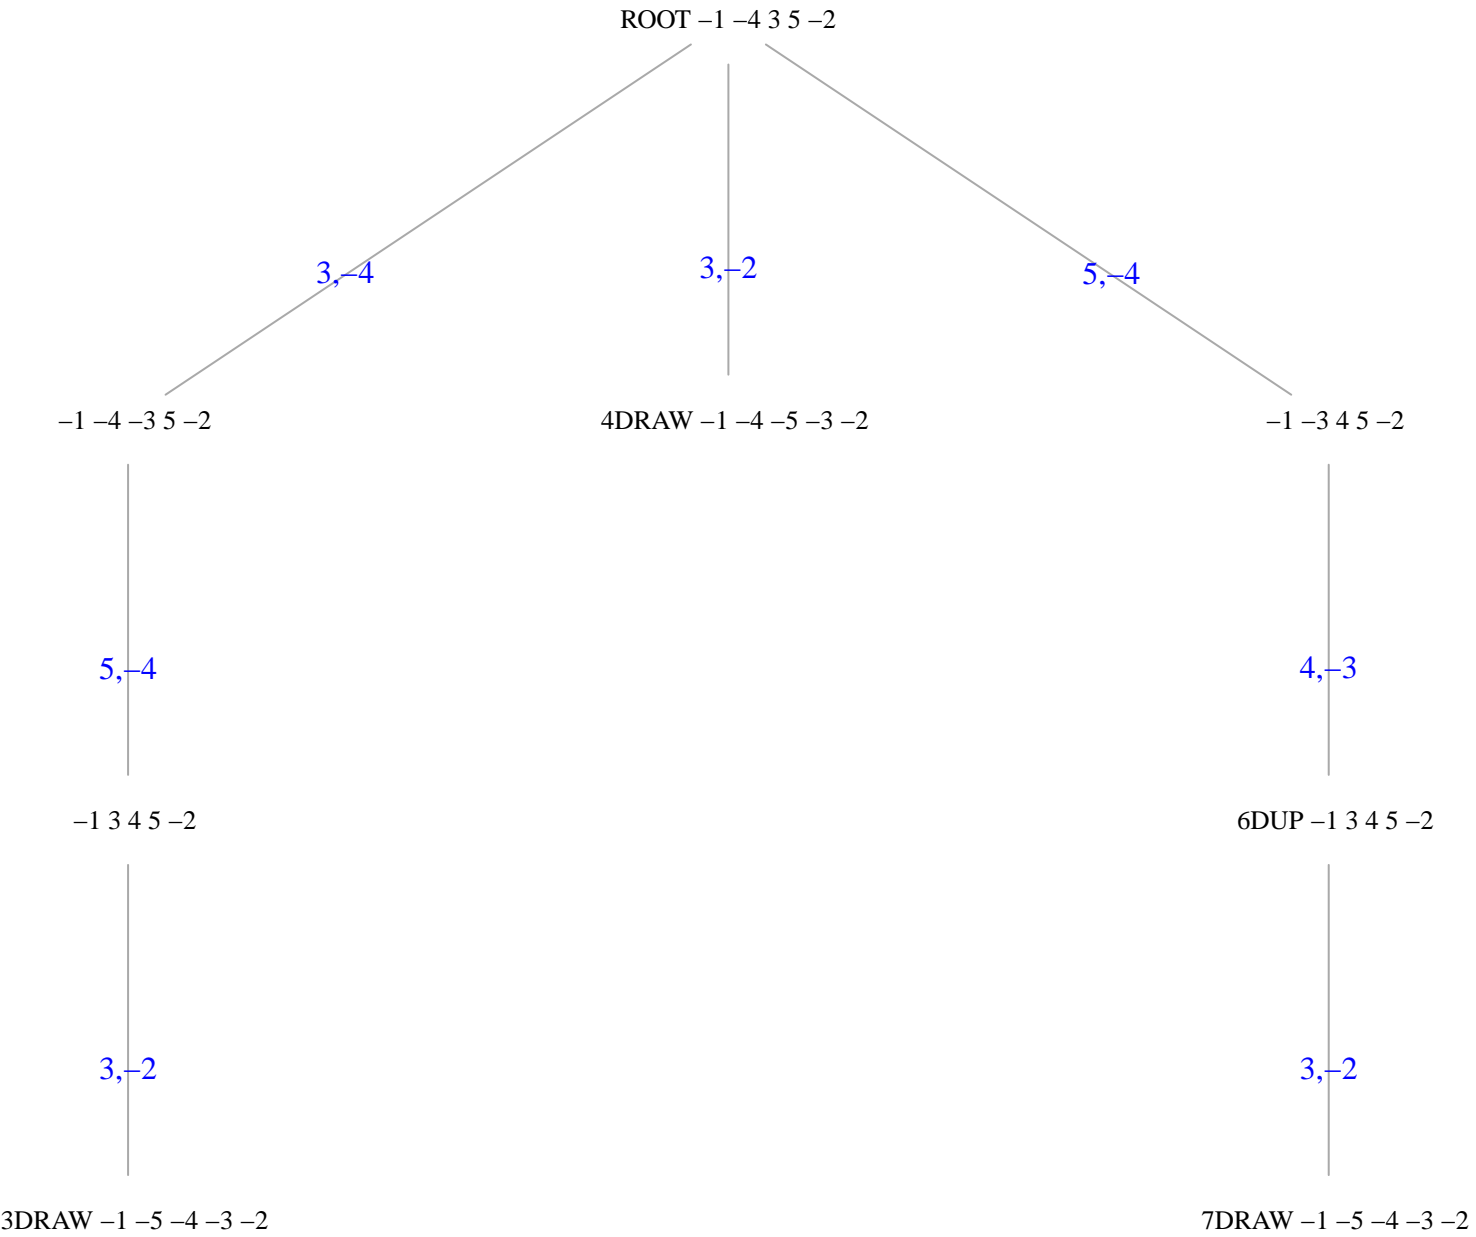 ROOT –1 –4 3 5 –2
3,–4
3,–2
5,–4
–1 –4 –3 5 –2
4DRAW –1 –4 –5 –3 –2
–1 –3 4 5 –2
5,–4
4,–3
–1 3 4 5 –2
6DUP –1 3 4 5 –2
3,–2
3,–2
3DRAW –1 –5 –4 –3 –2
7DRAW –1 –5 –4 –3 –2